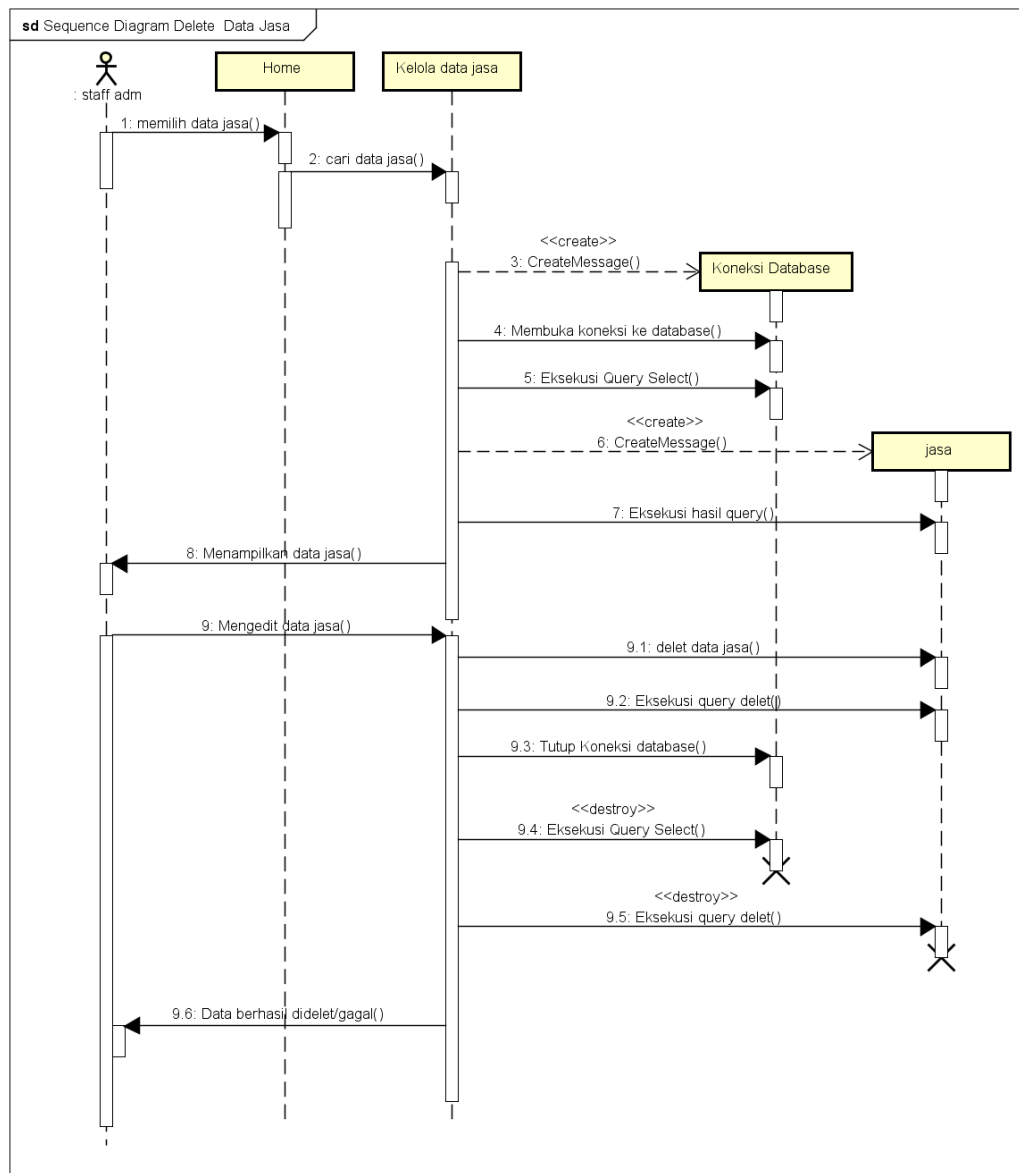 sd Sequence Diagram Delete Data Jasa
: staff adm
Home
Kelola data jasa
1: memilih data jasa()
2: cari data jasa()
<<create>>
3: CreateMessage()
Koneksi Database
4: Membuka koneksi ke database()
5: Eksekusi Query Select()
<<create>>
6: CreateMessage()
jasa
7: Eksekusi hasil query()
8: Menampilkan data jasa()
9: Mengedit data jasa()
9.1: delet data jasa()
9.2: Eksekusi query delet()
9.3: Tutup Koneksi database()
<<destroy>>
9.4: Eksekusi Query Select()
<<destroy>>
9.5: Eksekusi query delet()
9.6: Data berhasil didelet/gagal()